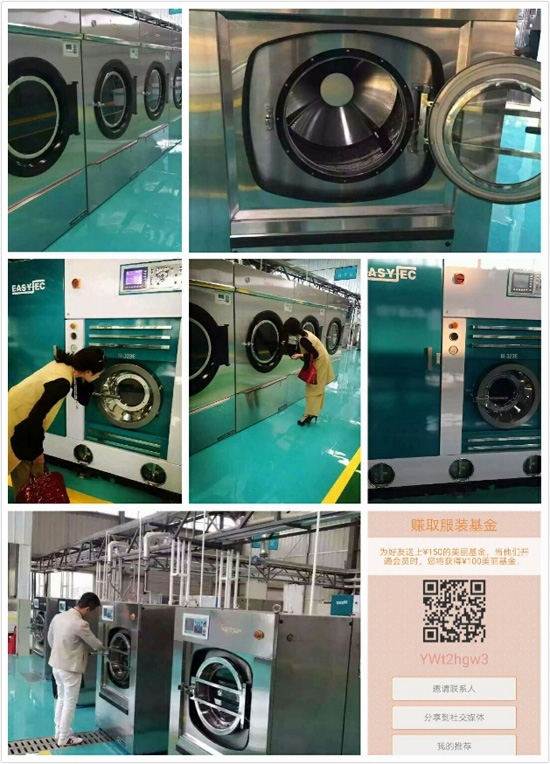 EASYTEC
EASYTEC
赚取服装基金
为好友送上¥150的美丽基金，当他们开
通会员时，您将获得¥100美丽基金.
YWt2hgw3
邀请联系人
分享到社交媒体
我的推荐